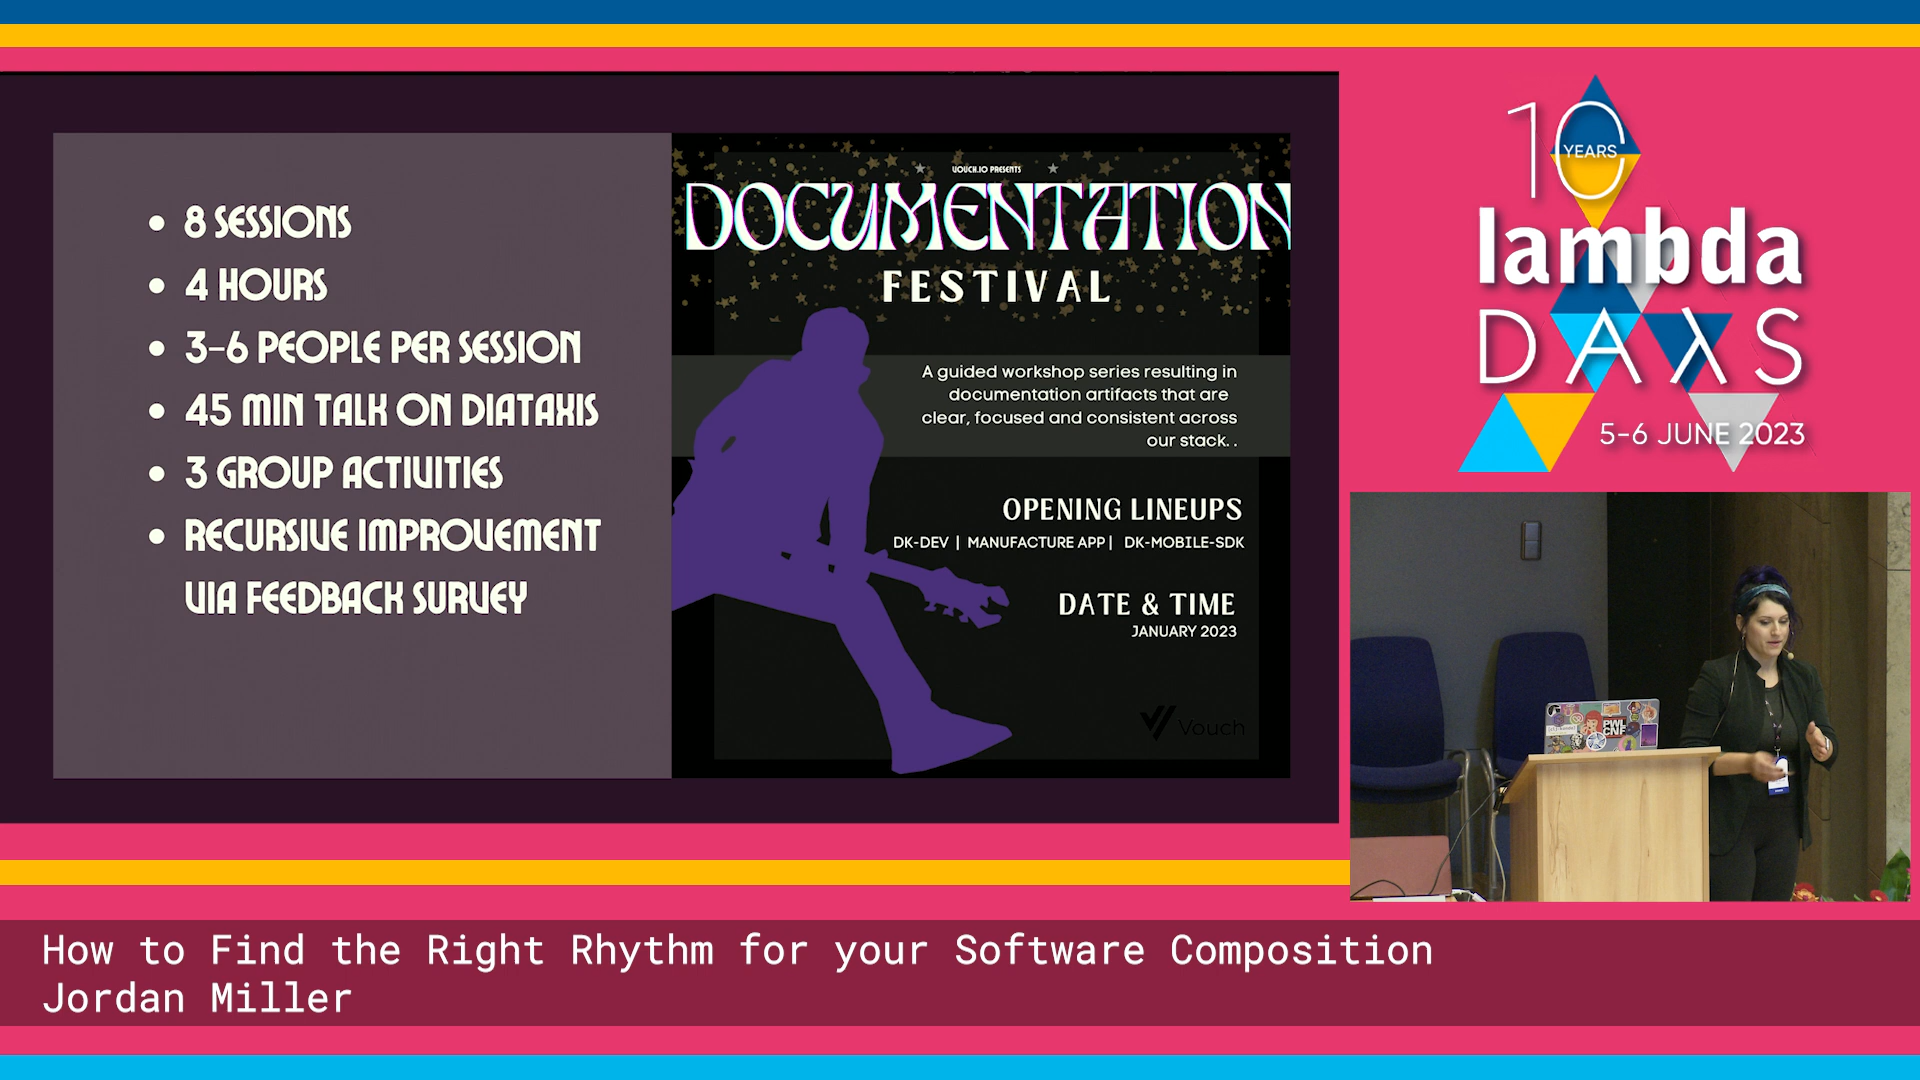 8 SESSIONS
4 HOURS
3-6 PEOPLE PER SESSION
45 MIN TALK ON DIATAXIS
3 GROUP ACTIVITIES
RECURSIVE IMPROVEMENT
VIA FEEDBACK SURVEY
VOUCH.IO PRESENTS
DOCUMENTATION
FESTIVAL
A guided workshop series resulting in
documentation artifacts that are
clear, focused and consistent across
our stack. .
OPENING LINEUPS
DK-DEV | MANUFACTURE APP | DK-MOBILE-SDK
DATE & TIME
JANUARY 2023
Vouch
10
YEARS
lambda
DAλS
5-6 JUNE 2023
PWL
CNF
How to Find the Right Rhythm for your Software Composition
Jordan Miller